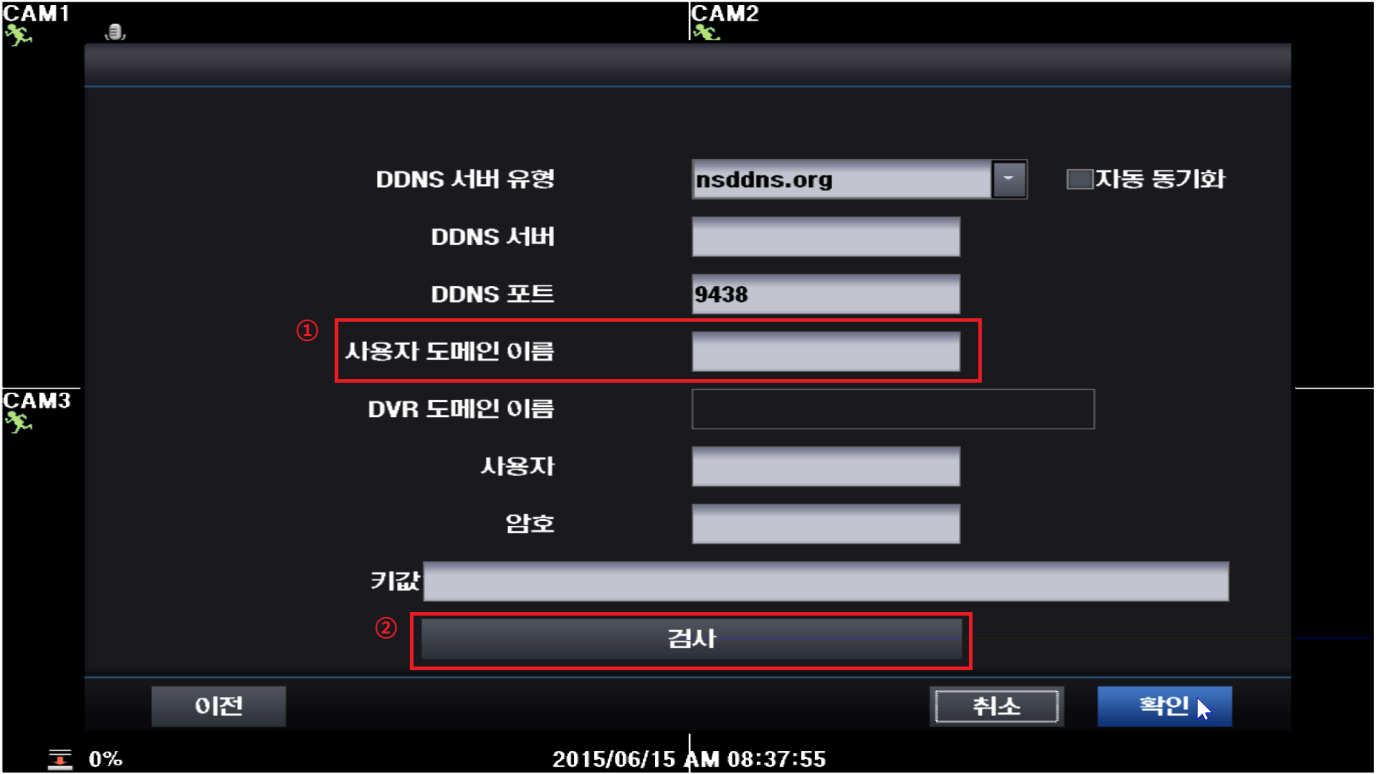 CAM1
CAM2
DDNS 서버 유형 nsddns.org 자동 동기화
DDNS 서버
DDNS 포트 9438
①
사용자 도메인 이름
CAM3
DVR 도메인 이름
사용자
암호
키값
②
검사
이전 취소 확인
0% 2015/06/15 AM 08:37:55